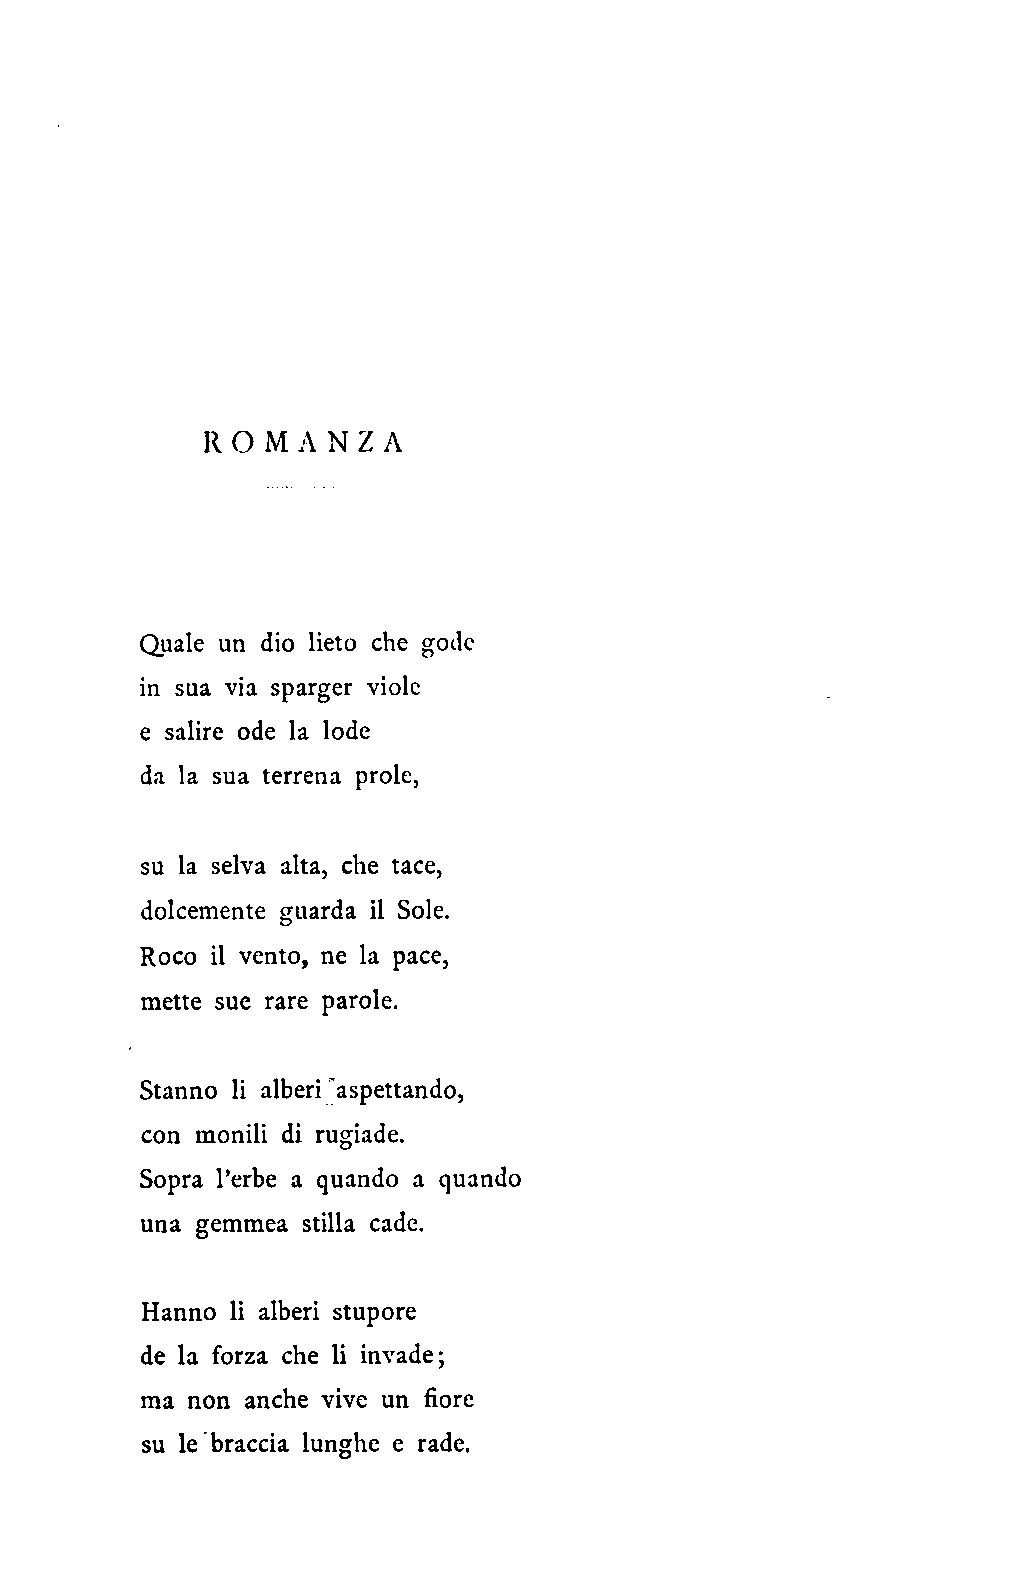 ROMANZA
Quale un dio lieto che gode
in sua via sparger viole
e salire ode la lode
da la sua terrena prole,
su la selva alta, che tace,
dolcemente guarda il Sole.
Roco il vento, ne la pace,
mette sue rare parole.
Stanno li alberi aspettando,
con monili di rugiade.
Sopra l'erbe a quando a quando
una gemmea stilla cade.
Hanno li alberi stupore
de la forza che li invade;
ma non anche vive un fiore
su le braccia lunghe e rade.